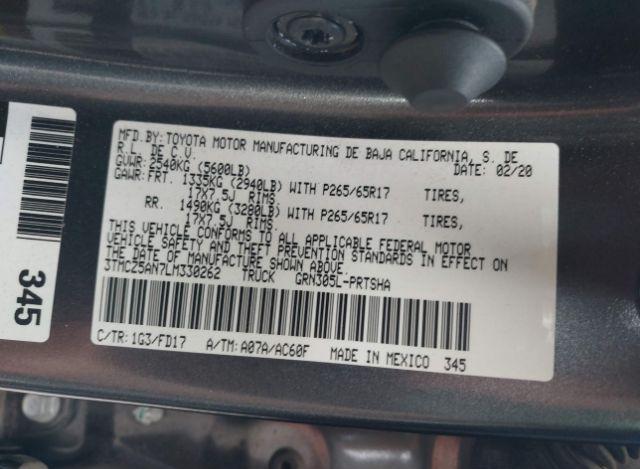 MFD.BY:TOYOTA MOTOR MANUFACTURING DE BAJA CALIFORNIA, S. DE
R.L. DE C.V. DATE: 02/20
GVWR:2540KG (5600LB)
GAWR:FRT. 1335KG (2940LB) WITH P265/65R17 TIRES,
17X7.5J RIMS.
RR. 1490KG (3280LB) WITH P265/65R17 TIRES,
17X7.5J RIMS.
THIS VEHICLE CONFORMS TO ALL APPLICABLE FEDERAL MOTOR
VEHICLE SAFETY AND THEFT PREVENTION STANDARDS IN EFFECT ON
THE DATE OF MANUFACTURE SHOWN ABOVE.
3TMCZ5AN7LM330262 TRUCK GRN305L-PRTSHA
C/TR:1G3/FD17 A/TM:A07A/AC60F MADE IN MEXICO 345
345